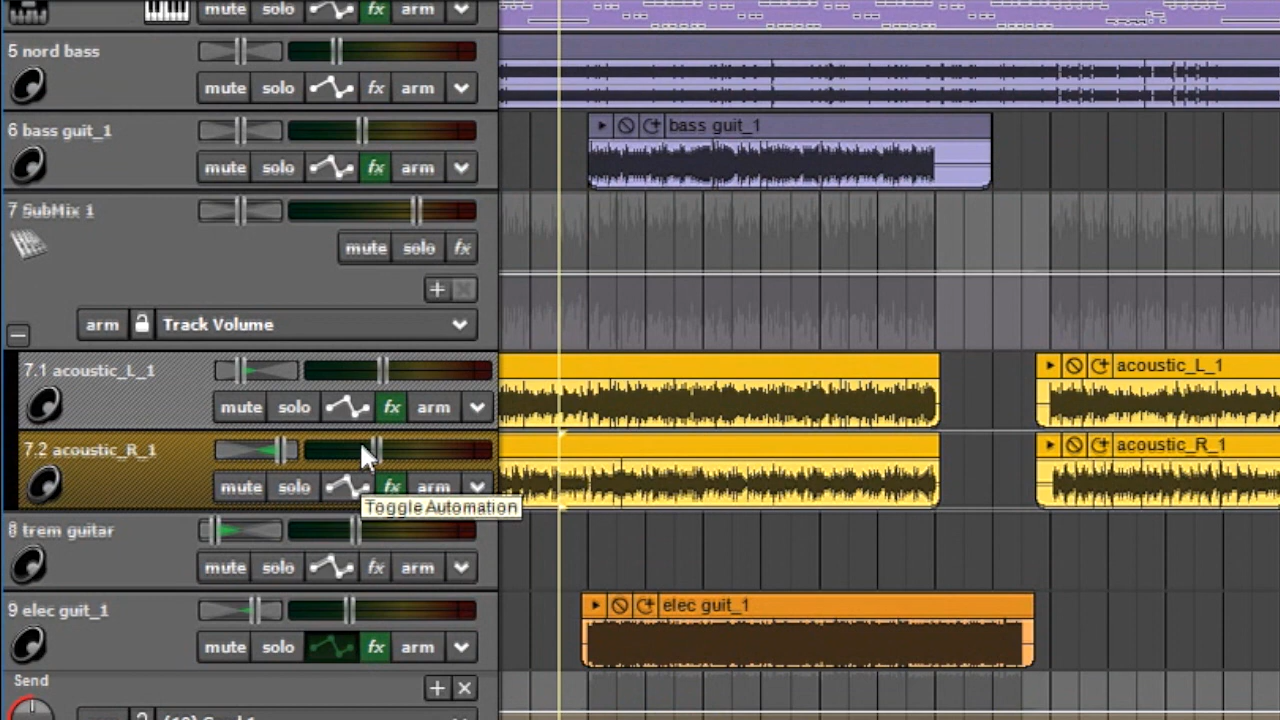 mute solo fx arm
5 nord bass
mute solo fx arm
6 bass guit_1
bass guit_1
mute solo fx arm
7 SubMix 1
mute solo fx
arm Track Volume
7.1 acoustic_L_1
acoustic_L_1
mute solo fx arm
7.2 acoustic_R_1
acoustic_R_1
mute solo fx arm
Toggle Automation
8 trem guitar
mute solo fx arm
9 elec guit_1
elec guit_1
mute solo fx arm
Send